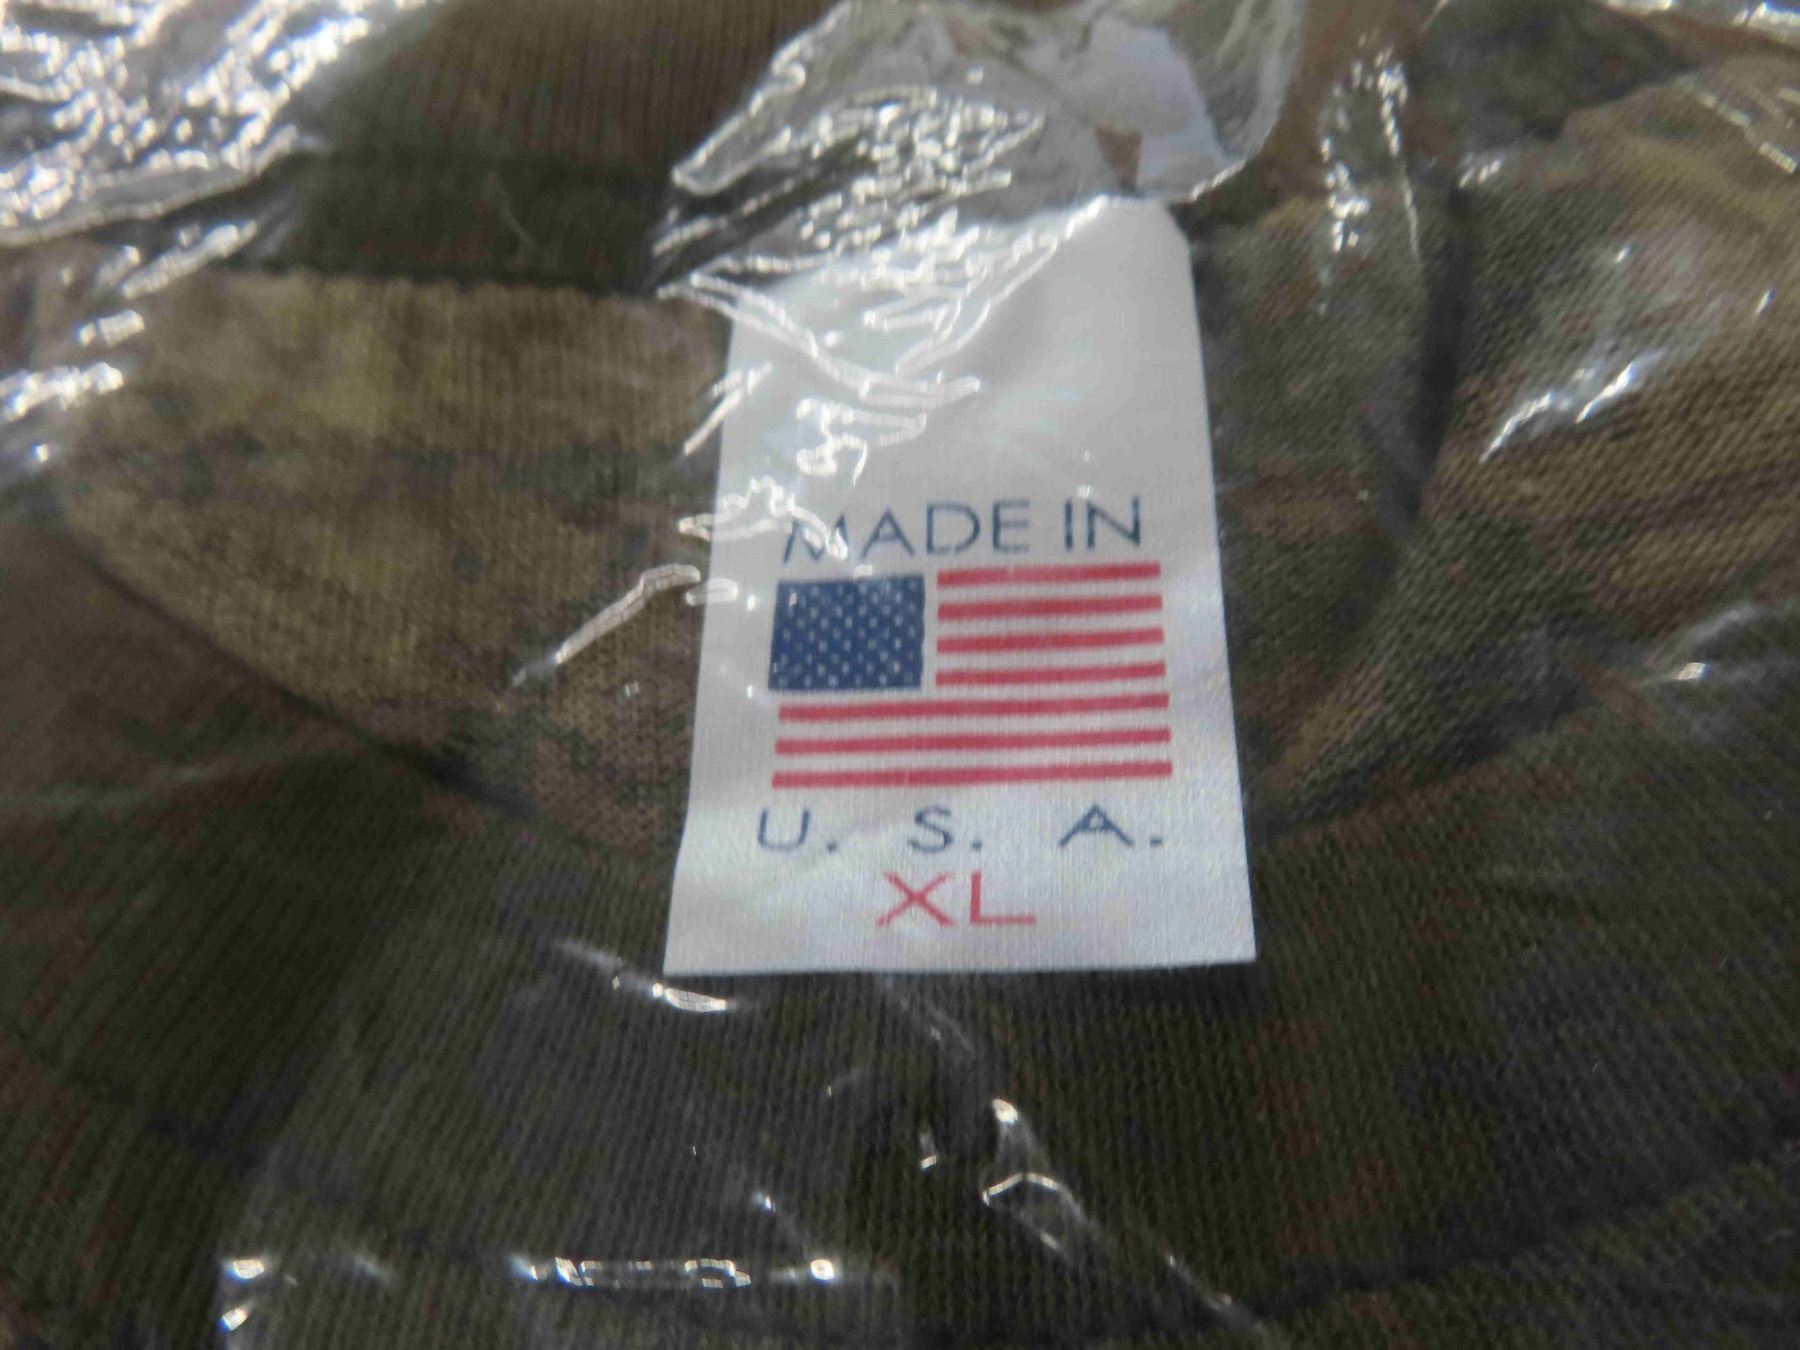 MADE IN
U. S. A.
XL